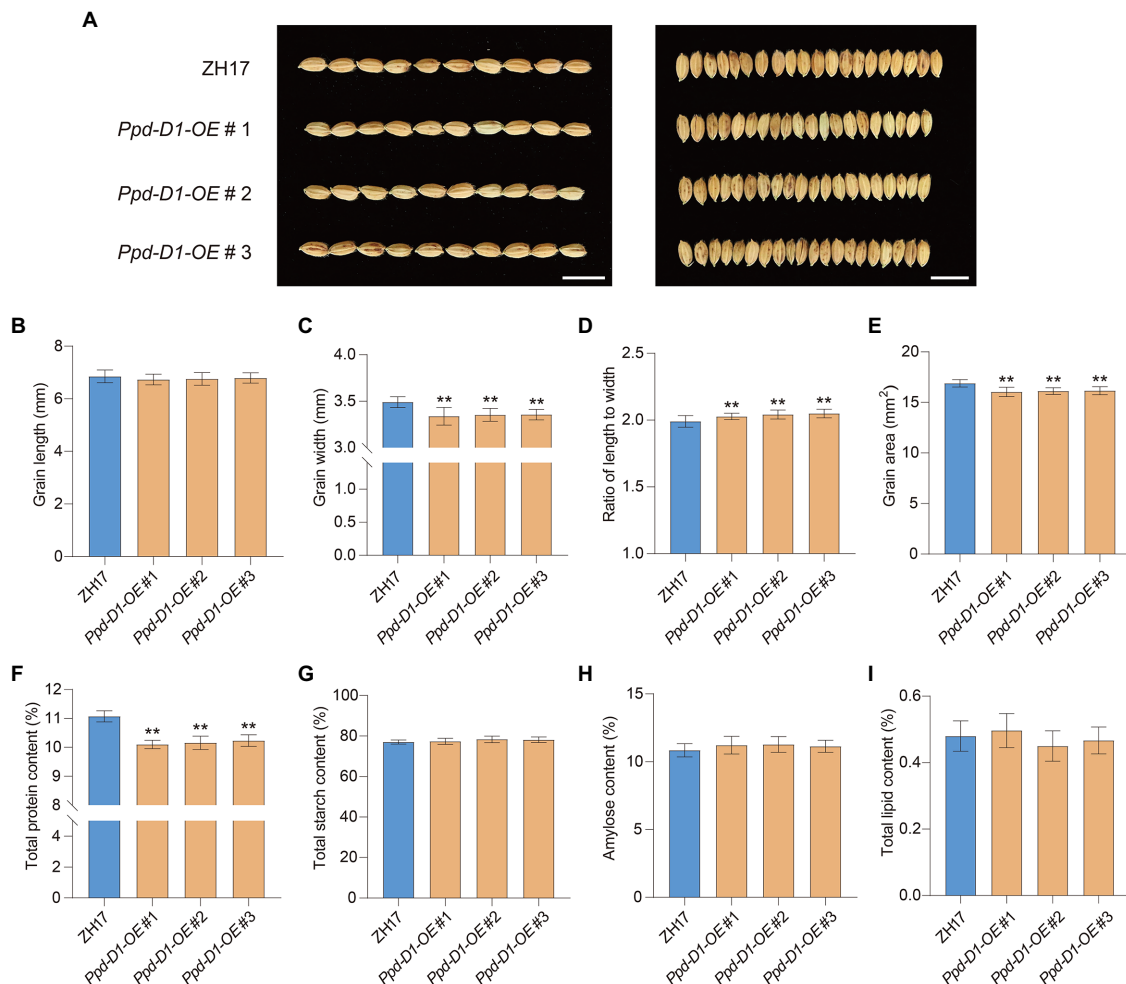 A
ZH17
Ppd-D1-OE # 1
Ppd-D1-OE # 2
Ppd-D1-OE # 3
B
Grain length (mm)
8
6
4
2
0
ZH17
Ppd-D1-OE #1
Ppd-D1-OE #2
Ppd-D1-OE #3
C
Grain width (mm)
4.0
3.5
3.0
1.0
0.5
0.0
** ** **
ZH17
Ppd-D1-OE #1
Ppd-D1-OE #2
Ppd-D1-OE #3
D
Ratio of length to width
2.5
2.0
1.5
1.0
** ** **
ZH17
Ppd-D1-OE #1
Ppd-D1-OE #2
Ppd-D1-OE #3
E
Grain area (mm²)
20
15
10
5
0
** ** **
ZH17
Ppd-D1-OE #1
Ppd-D1-OE #2
Ppd-D1-OE #3
F
Total protein content (%)
12
11
10
9
8
4
2
0
** ** **
ZH17
Ppd-D1-OE #1
Ppd-D1-OE #2
Ppd-D1-OE #3
G
Total starch content (%)
100
80
60
40
20
0
ZH17
Ppd-D1-OE #1
Ppd-D1-OE #2
Ppd-D1-OE #3
H
Amylose content (%)
15
10
5
0
ZH17
Ppd-D1-OE #1
Ppd-D1-OE #2
Ppd-D1-OE #3
I
Total lipid content (%)
0.6
0.4
0.2
0.0
ZH17
Ppd-D1-OE #1
Ppd-D1-OE #2
Ppd-D1-OE #3